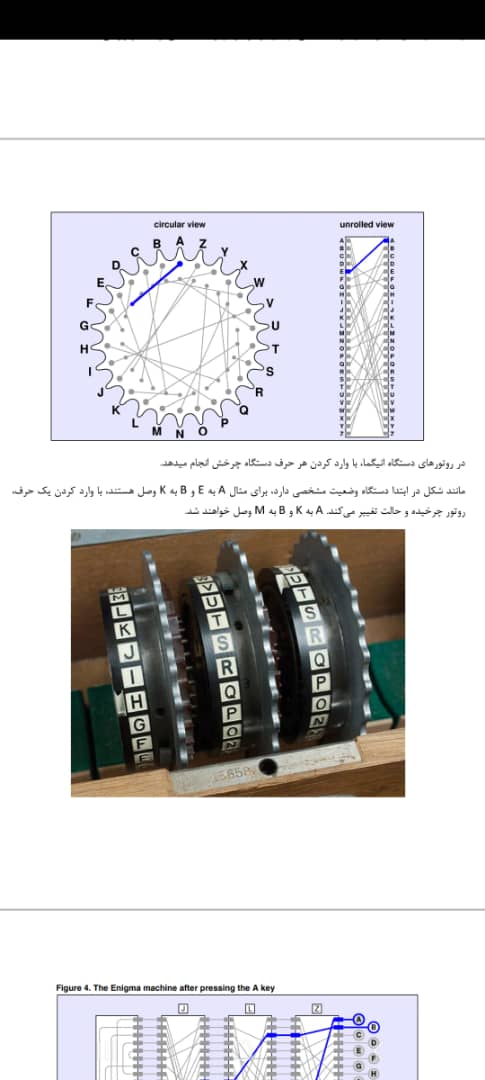 circular view
unrolled view
A
Z
Y
X
W
V
U
T
S
R
Q
P
O
N
M
L
K
J
I
H
G
F
E
D
C
B
A A
B B
C C
D D
E E
F F
G G
H H
I I
J J
K K
L L
M M
N N
O O
P P
Q Q
R R
S S
T T
U U
V V
W W
X X
Y Y
Z Z
در روتورهای دستگاه انیگما، با وارد کردن هر حرف دستگاه چرخش انجام میدهد.
مانند شکل در ابتدا دستگاه وضعیت مشخصی دارد، برای مثال A به E و B به K وصل هستند، با وارد کردن یک حرف،
روتور چرخیده و حالت تغییر می‌کند. A به K و B به M وصل خواهند شد.
M
L
K
J
I
H
G
F
E
V
U
T
S
R
Q
P
O
N
U
T
S
R
Q
P
O
N
Figure 4. The Enigma machine after pressing the A key
J L Z
A
B
C
D
E
F
G
H